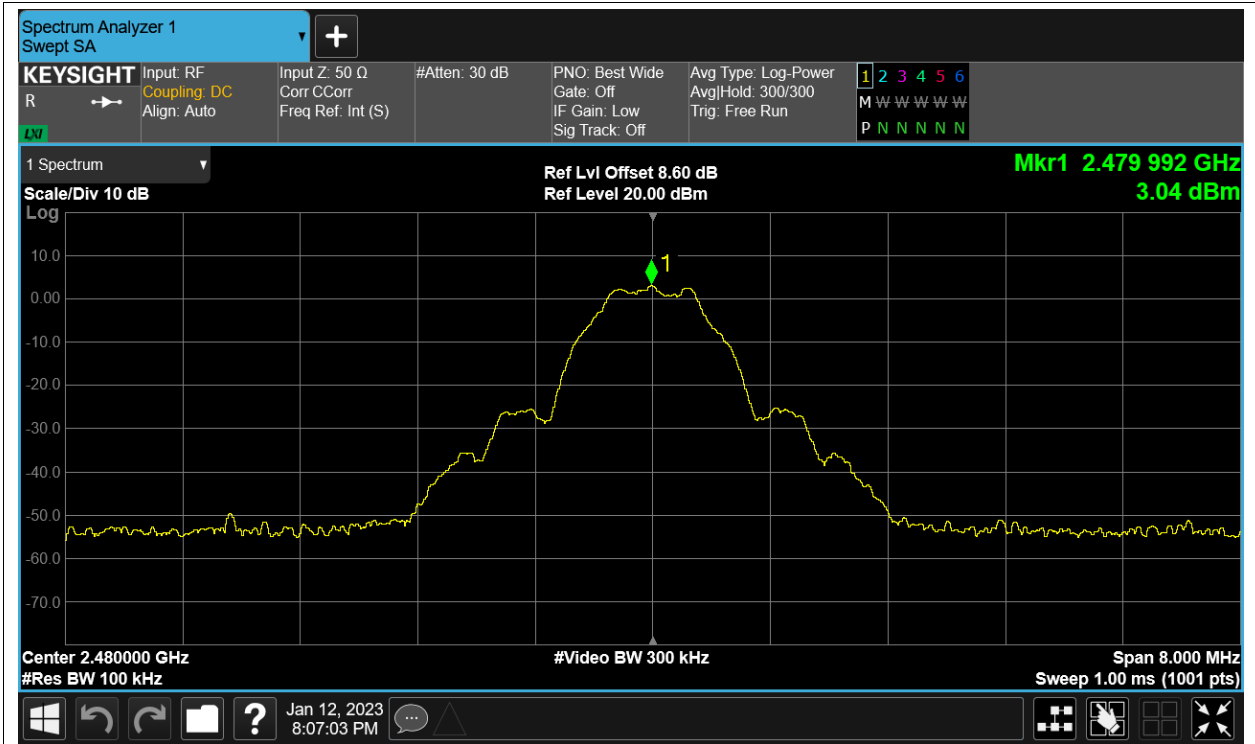 Spectrum Analyzer 1
Swept SA
KEYSIGHT
R
LXI
Input: RF
Coupling: DC
Align: Auto
Input Z: 50 Ω
Corr CCorr
Freq Ref: Int (S)
#Atten: 30 dB
PNO: Best Wide
Gate: Off
IF Gain: Low
Sig Track: Off
Avg Type: Log-Power
Avg|Hold: 300/300
Trig: Free Run
1 2 3 4 5 6
M W W W W W
P N N N N N
1 Spectrum
Scale/Div 10 dB
Log
Ref Lvl Offset 8.60 dB
Ref Level 20.00 dBm
Mkr1 2.479 992 GHz
3.04 dBm
10.0
0.00
-10.0
-20.0
-30.0
-40.0
-50.0
-60.0
-70.0
1
Center 2.480000 GHz
#Res BW 100 kHz
#Video BW 300 kHz
Span 8.000 MHz
Sweep 1.00 ms (1001 pts)
?
Jan 12, 2023
8:07:03 PM